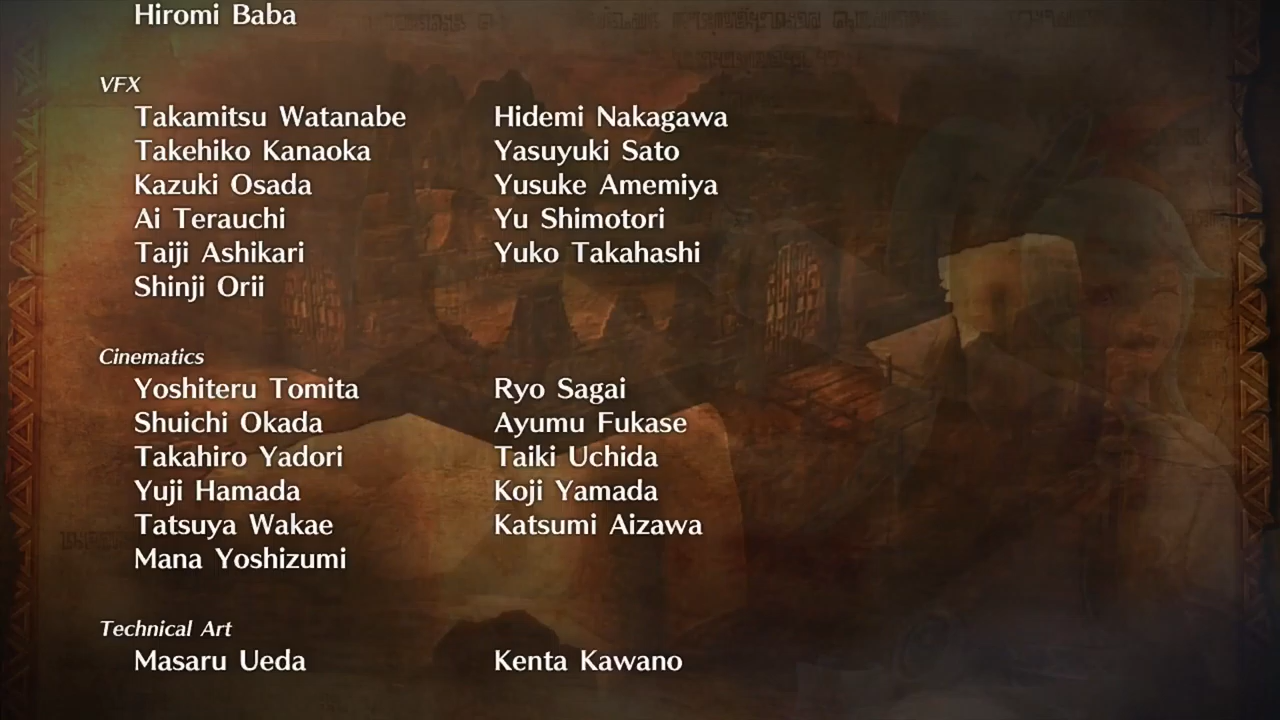 Hiromi Baba
VFX
Takamitsu Watanabe Hidemi Nakagawa
Takehiko Kanaoka Yasuyuki Sato
Kazuki Osada Yusuke Amemiya
Ai Terauchi Yu Shimotori
Taiji Ashikari Yuko Takahashi
Shinji Orii
Cinematics
Yoshiteru Tomita Ryo Sagai
Shuichi Okada Ayumu Fukase
Takahiro Yadori Taiki Uchida
Yuji Hamada Koji Yamada
Tatsuya Wakae Katsumi Aizawa
Mana Yoshizumi
Technical Art
Masaru Ueda Kenta Kawano